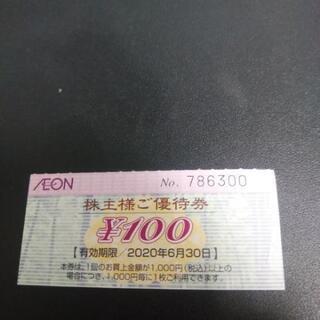 ÆON No. 786300
株主様ご優待券
¥100
【有効期限／2020年6月30日】
本券は、1回のお買上金額が1,000円(税込)以上の
場合につき、1,000円毎に1枚ご利用できます。